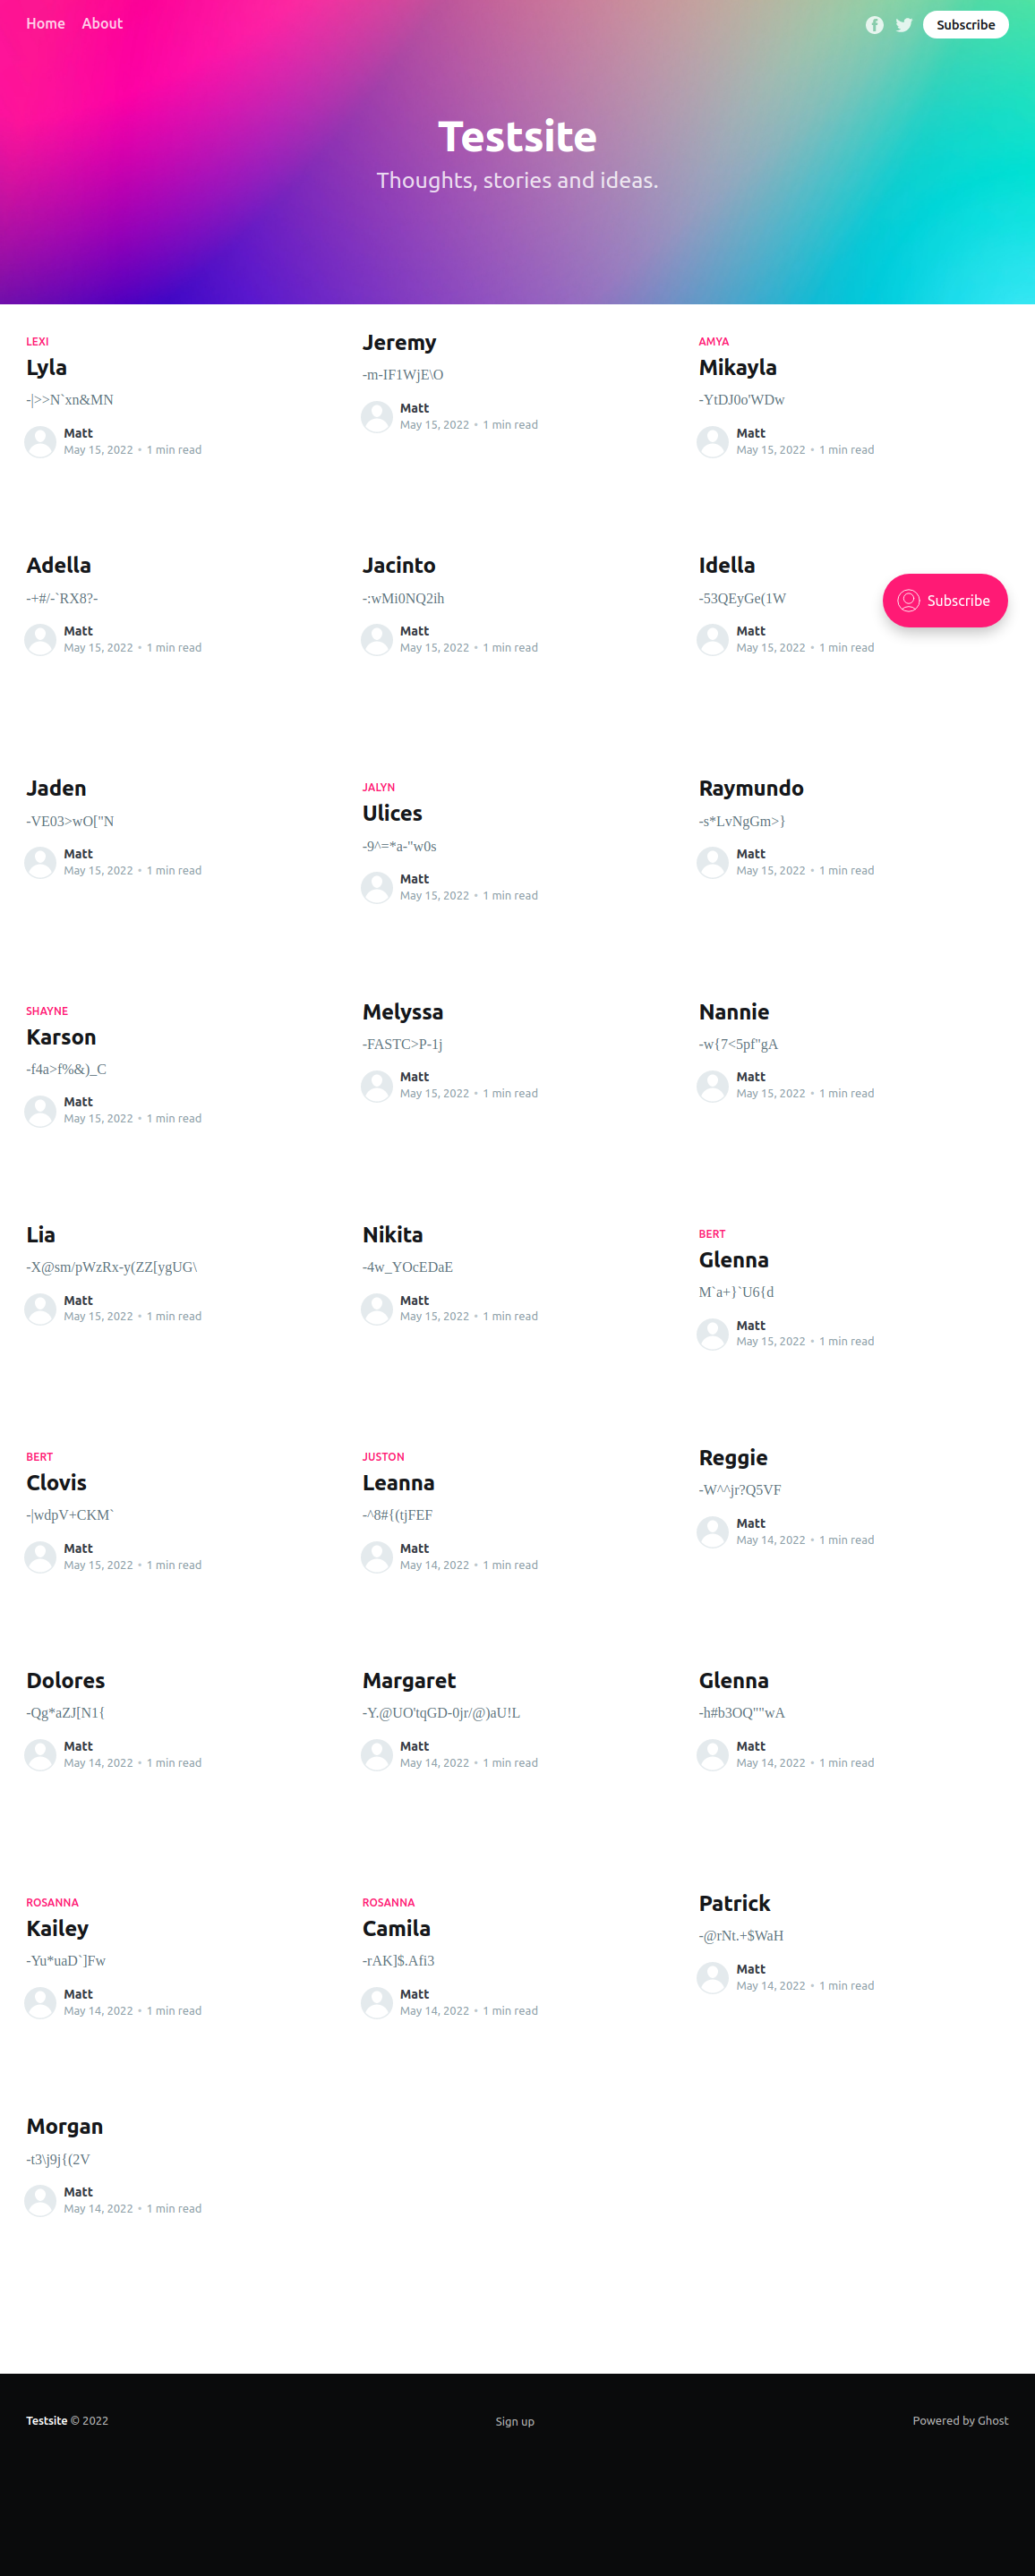 Home About Subscribe
Testsite
Thoughts, stories and ideas.
LEXI
Lyla
-|>>N`xn&MN
Matt
May 15, 2022 • 1 min read
Jeremy
-m-IF1WjE\O
Matt
May 15, 2022 • 1 min read
AMYA
Mikayla
-YtDJ0o'WDw
Matt
May 15, 2022 • 1 min read
Adella
-+#/-`RX8?-
Matt
May 15, 2022 • 1 min read
Jacinto
-:wMi0NQ2ih
Matt
May 15, 2022 • 1 min read
Idella
-53QEyGe(1W
Matt
May 15, 2022 • 1 min read
Subscribe
Jaden
-VE03>wO["N
Matt
May 15, 2022 • 1 min read
JALYN
Ulices
-9^=*a-"w0s
Matt
May 15, 2022 • 1 min read
Raymundo
-s*LvNgGm>}
Matt
May 15, 2022 • 1 min read
SHAYNE
Karson
-f4a>f%&)_C
Matt
May 15, 2022 • 1 min read
Melyssa
-FASTC>P-1j
Matt
May 15, 2022 • 1 min read
Nannie
-w{7<5pf"gA
Matt
May 15, 2022 • 1 min read
Lia
-X@sm/pWzRx-y(ZZ[ygUG\
Matt
May 15, 2022 • 1 min read
Nikita
-4w_YOcEDaE
Matt
May 15, 2022 • 1 min read
BERT
Glenna
M`a+}`U6{d
Matt
May 15, 2022 • 1 min read
BERT
Clovis
-|wdpV+CKM`
Matt
May 15, 2022 • 1 min read
JUSTON
Leanna
-^8#{(tjFEF
Matt
May 14, 2022 • 1 min read
Reggie
-W^^jr?Q5VF
Matt
May 14, 2022 • 1 min read
Dolores
-Qg*aZJ[N1{
Matt
May 14, 2022 • 1 min read
Margaret
-Y.@UO'tqGD-0jr/@)aU!L
Matt
May 14, 2022 • 1 min read
Glenna
-h#b3OQ""wA
Matt
May 14, 2022 • 1 min read
ROSANNA
Kailey
-Yu*uaD`]Fw
Matt
May 14, 2022 • 1 min read
ROSANNA
Camila
-rAK]$.Afi3
Matt
May 14, 2022 • 1 min read
Patrick
-@rNt.+$WaH
Matt
May 14, 2022 • 1 min read
Morgan
-t3\j9j{(2V
Matt
May 14, 2022 • 1 min read
Testsite © 2022 Sign up Powered by Ghost